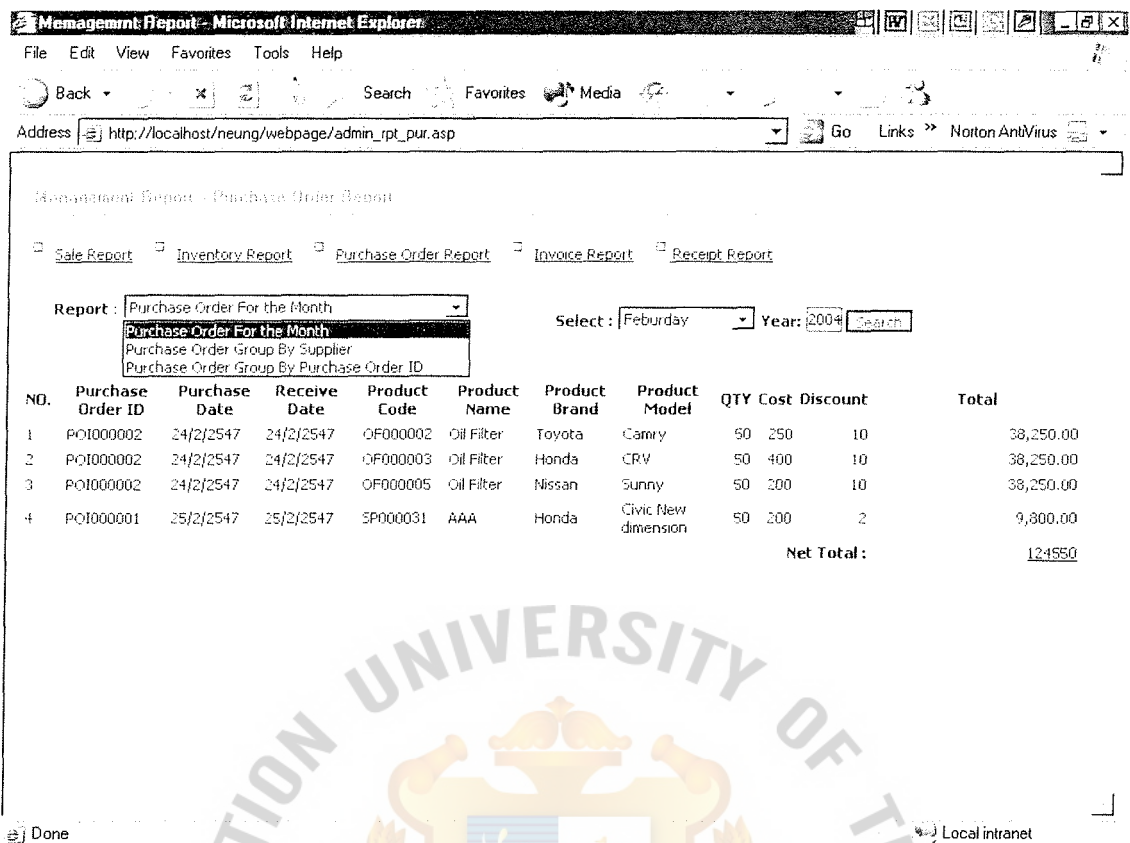 Memagemrnt Report - Microsoft Internet Explorer
File Edit View Favorites Tools Help
Back Search Favorites Media
Address http://localhost/neung/webpage/admin_rpt_pur.asp Go Links » Norton AntiVirus
Management Report - Purchase Order Report
Sale Report Inventory Report Purchase Order Report Invoice Report Receipt Report
Report : Purchase Order For the Month Select : Feburday Year: 2004 Search
Purchase Order For the Month
Purchase Order Group By Supplier
Purchase Order Group By Purchase Order ID
NO. Purchase Order ID Purchase Date Receive Date Product Code Product Name Product Brand Product Model QTY Cost Discount Total
1 POI000002 24/2/2547 24/2/2547 OF000002 Oil Filter Toyota Camry 50 250 10 38,250.00
2 POI000002 24/2/2547 24/2/2547 OF000003 Oil Filter Honda CRV 50 400 10 38,250.00
3 POI000002 24/2/2547 24/2/2547 OF000005 Oil Filter Nissan Sunny 50 200 10 38,250.00
4 POI000001 25/2/2547 25/2/2547 SP000031 AAA Honda Civic New dimension 50 200 2 9,800.00
Net Total : 124550
UNIVERSITY OF
Done Local intranet